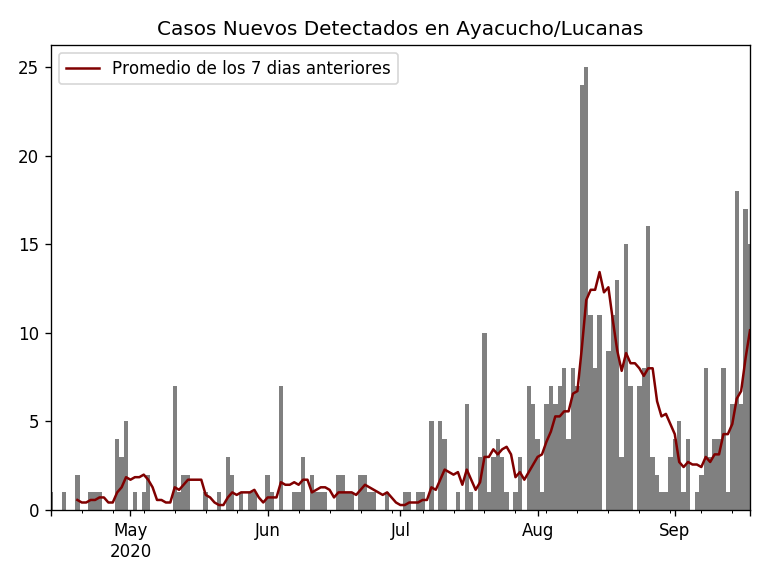 Casos Nuevos Detectados en Ayacucho/Lucanas
Promedio de los 7 dias anteriores
25
20
15
10
5
0
May Jun Jul Aug Sep
2020